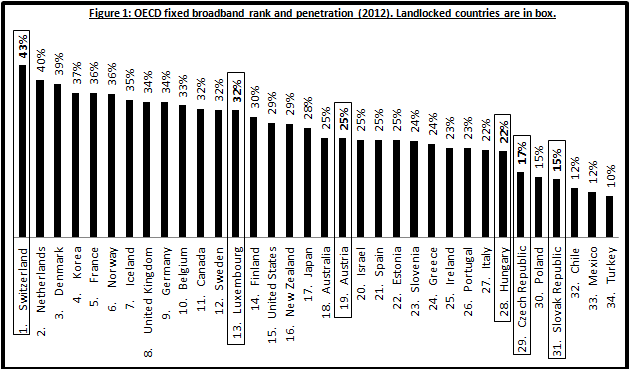 Figure 1: OECD fixed broadband rank and penetration (2012). Landlocked countries are in box.
43%
40%
39%
37%
36%
36%
35%
34%
34%
33%
32%
32%
32%
30%
29%
29%
28%
25%
25%
25%
25%
25%
24%
24%
23%
23%
22%
22%
17%
15%
15%
12%
12%
10%
1. Switzerland
2. Netherlands
3. Denmark
4. Korea
5. France
6. Norway
7. Iceland
8. United Kingdom
9. Germany
10. Belgium
11. Canada
12. Sweden
13. Luxembourg
14. Finland
15. United States
16. New Zealand
17. Japan
18. Australia
19. Austria
20. Israel
21. Spain
22. Estonia
23. Slovenia
24. Greece
25. Ireland
26. Portugal
27. Italy
28. Hungary
29. Czech Republic
30. Poland
31. Slovak Republic
32. Chile
33. Mexico
34. Turkey